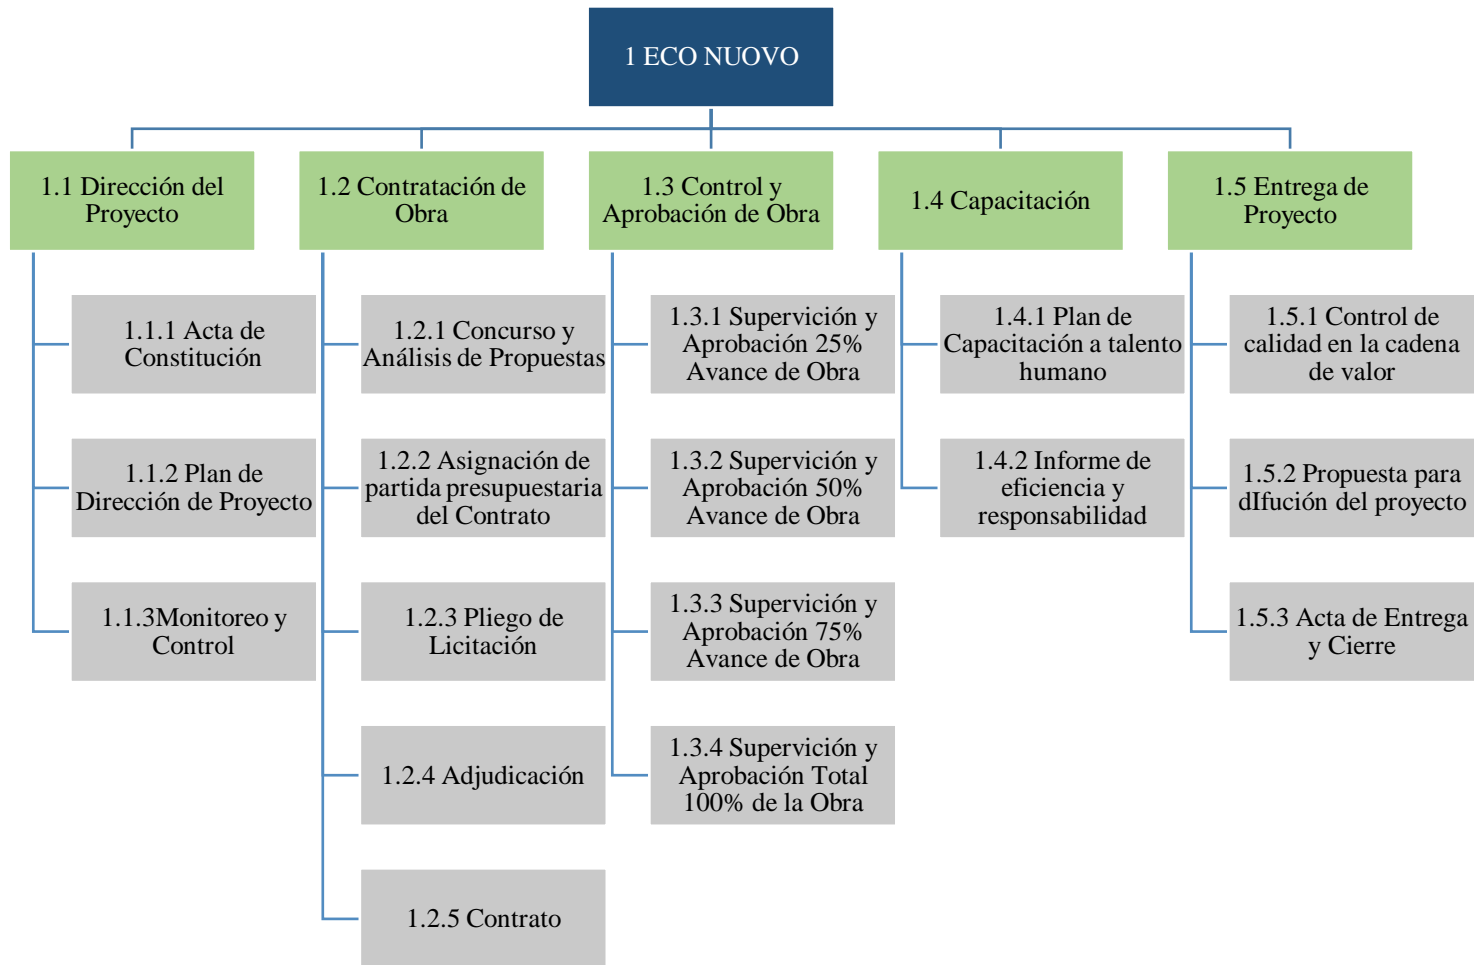 1 ECO NUOVO
1.1 Dirección del
Proyecto
1.1.1 Acta de
Constitución
1.1.2 Plan de
Dirección de Proyecto
1.1.3Monitoreo y
Control
1.2 Contratación de
Obra
1.2.1 Concurso y
Análisis de Propuestas
1.2.2 Asignación de
partida presupuestaria
del Contrato
1.2.3 Pliego de
Licitación
1.2.4 Adjudicación
1.2.5 Contrato
1.3 Control y
Aprobación de Obra
1.3.1 Supervición y
Aprobación 25%
Avance de Obra
1.3.2 Supervición y
Aprobación 50%
Avance de Obra
1.3.3 Supervición y
Aprobación 75%
Avance de Obra
1.3.4 Supervición y
Aprobación Total
100% de la Obra
1.4 Capacitación
1.4.1 Plan de
Capacitación a talento
humano
1.4.2 Informe de
eficiencia y
responsabilidad
1.5 Entrega de
Proyecto
1.5.1 Control de
calidad en la cadena
de valor
1.5.2 Propuesta para
dIfución del proyecto
1.5.3 Acta de Entrega
y Cierre